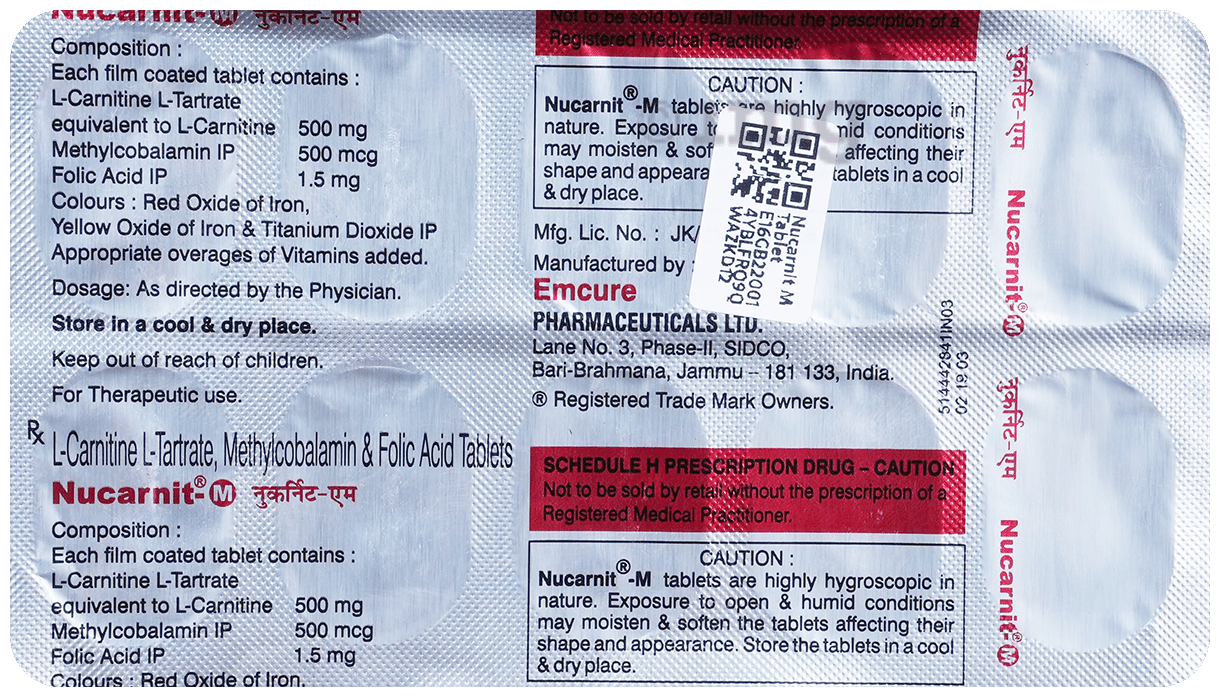 Nucarnit-M नुकर्निट-एम
Composition :
Each film coated tablet contains :
L-Carnitine L-Tartrate
equivalent to L-Carnitine 500 mg
Methylcobalamin IP 500 mcg
Folic Acid IP 1.5 mg
Colours : Red Oxide of Iron,
Yellow Oxide of Iron & Titanium Dioxide IP
Appropriate overages of Vitamins added.
Dosage: As directed by the Physician.
Store in a cool & dry place.
Keep out of reach of children.
For Therapeutic use.
Rx L-Carnitine L-Tartrate, Methylcobalamin & Folic Acid Tablets
Nucarnit®-M नुकर्निट-एम
Composition :
Each film coated tablet contains :
L-Carnitine L-Tartrate
equivalent to L-Carnitine 500 mg
Methylcobalamin IP 500 mcg
Folic Acid IP 1.5 mg
Colours : Red Oxide of Iron,
Not to be sold by retail without the prescription of a
Registered Medical Practitioner.
CAUTION :
Nucarnit®-M tablets are highly hygroscopic in
nature. Exposure conditions
may moisten & affecting their
shape and tablets in a cool
& dry place.
Mfg. Lic. No. : JK/
Manufactured by :
Emcure
PHARMACEUTICALS LTD.
Lane No. 3, Phase-II, SIDCO,
Bari-Brahmana, Jammu – 181 133, India.
® Registered Trade Mark Owners.
SCHEDULE H PRESCRIPTION DRUG – CAUTION
Not to be sold by retail without the prescription of a
Registered Medical Practitioner.
CAUTION :
Nucarnit®-M tablets are highly hygroscopic in
nature. Exposure to open & humid conditions
may moisten & soften the tablets affecting their
shape and appearance. Store the tablets in a cool
& dry place.
Nucarnit M
Tablet
E16CB22001
4YBLFRQ9Q
WAZKD12
514442841IN03
02 19 03
नुकर्निट-एम
Nucarnit®-M
नुकर्निट-एम
Nucarnit®-M